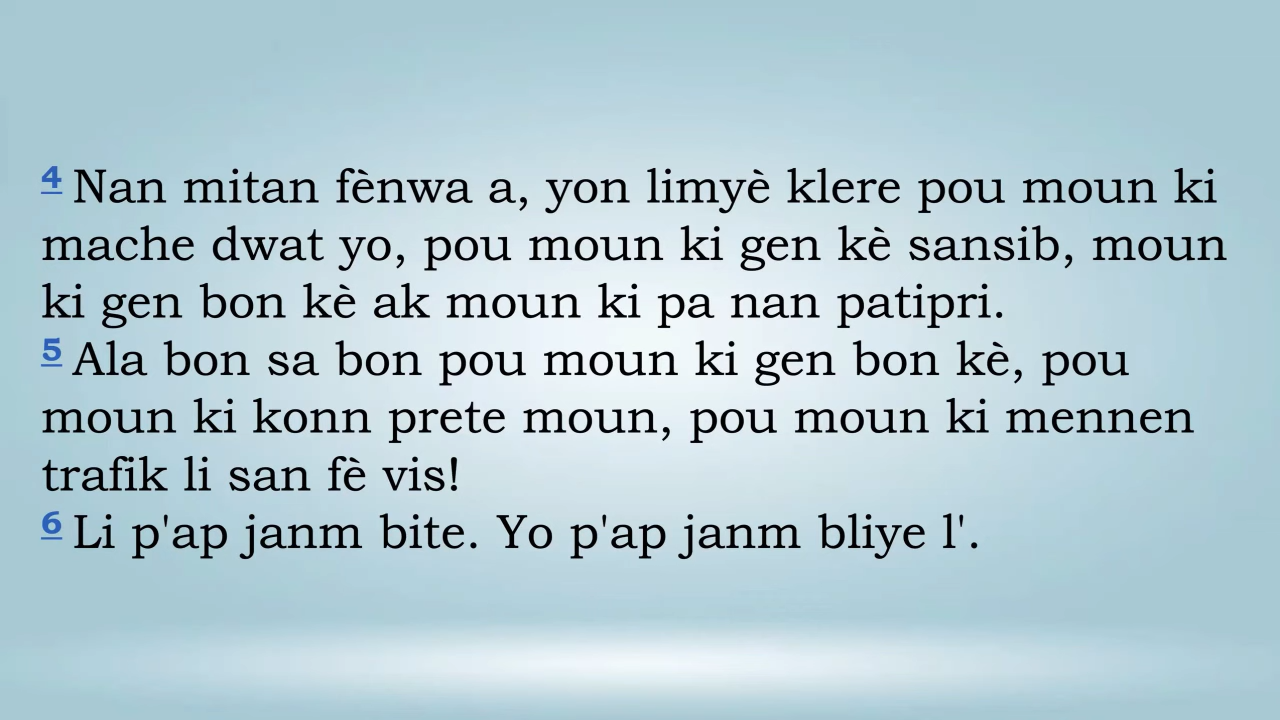 4 Nan mitan fènwa a, yon limyè klere pou moun ki
mache dwat yo, pou moun ki gen kè sansib, moun
ki gen bon kè ak moun ki pa nan patipri.
5 Ala bon sa bon pou moun ki gen bon kè, pou
moun ki konn prete moun, pou moun ki mennen
trafik li san fè vis!
6 Li p'ap janm bite. Yo p'ap janm bliye l'.